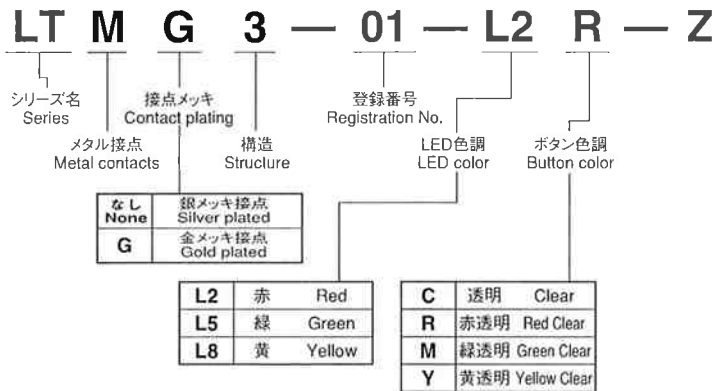 LT M G 3 — 01 — L2 R — Z
シリーズ名
Series
接点メッキ
Contact plating
登録番号
Registration No.
メタル接点
Metal contacts
構造
Structure
LED色調
LED color
ボタン色調
Button color
なし 銀メッキ接点
None Silver plated
G 金メッキ接点
Gold plated
L2 赤 Red
L5 緑 Green
L8 黄 Yellow
C 透明 Clear
R 赤透明 Red Clear
M 緑透明 Green Clear
Y 黄透明 Yellow Clear